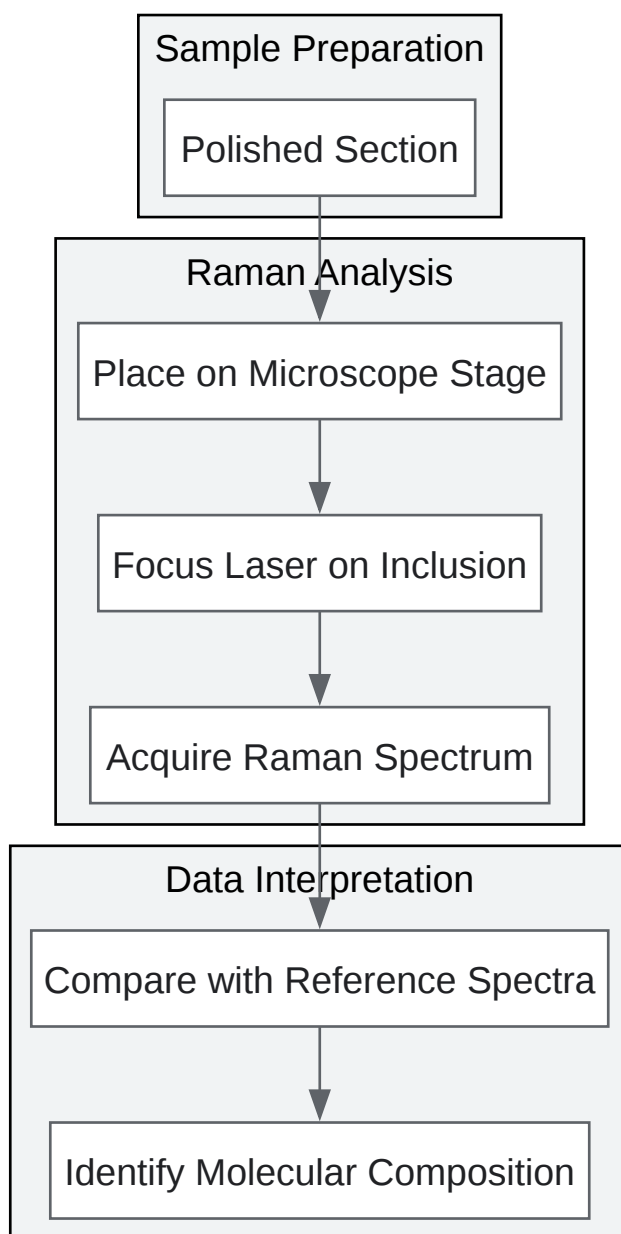 Sample Preparation
Polished Section
Raman Analysis
Place on Microscope Stage
Focus Laser on Inclusion
Acquire Raman Spectrum
Data Interpretation
Compare with Reference Spectra
Identify Molecular Composition